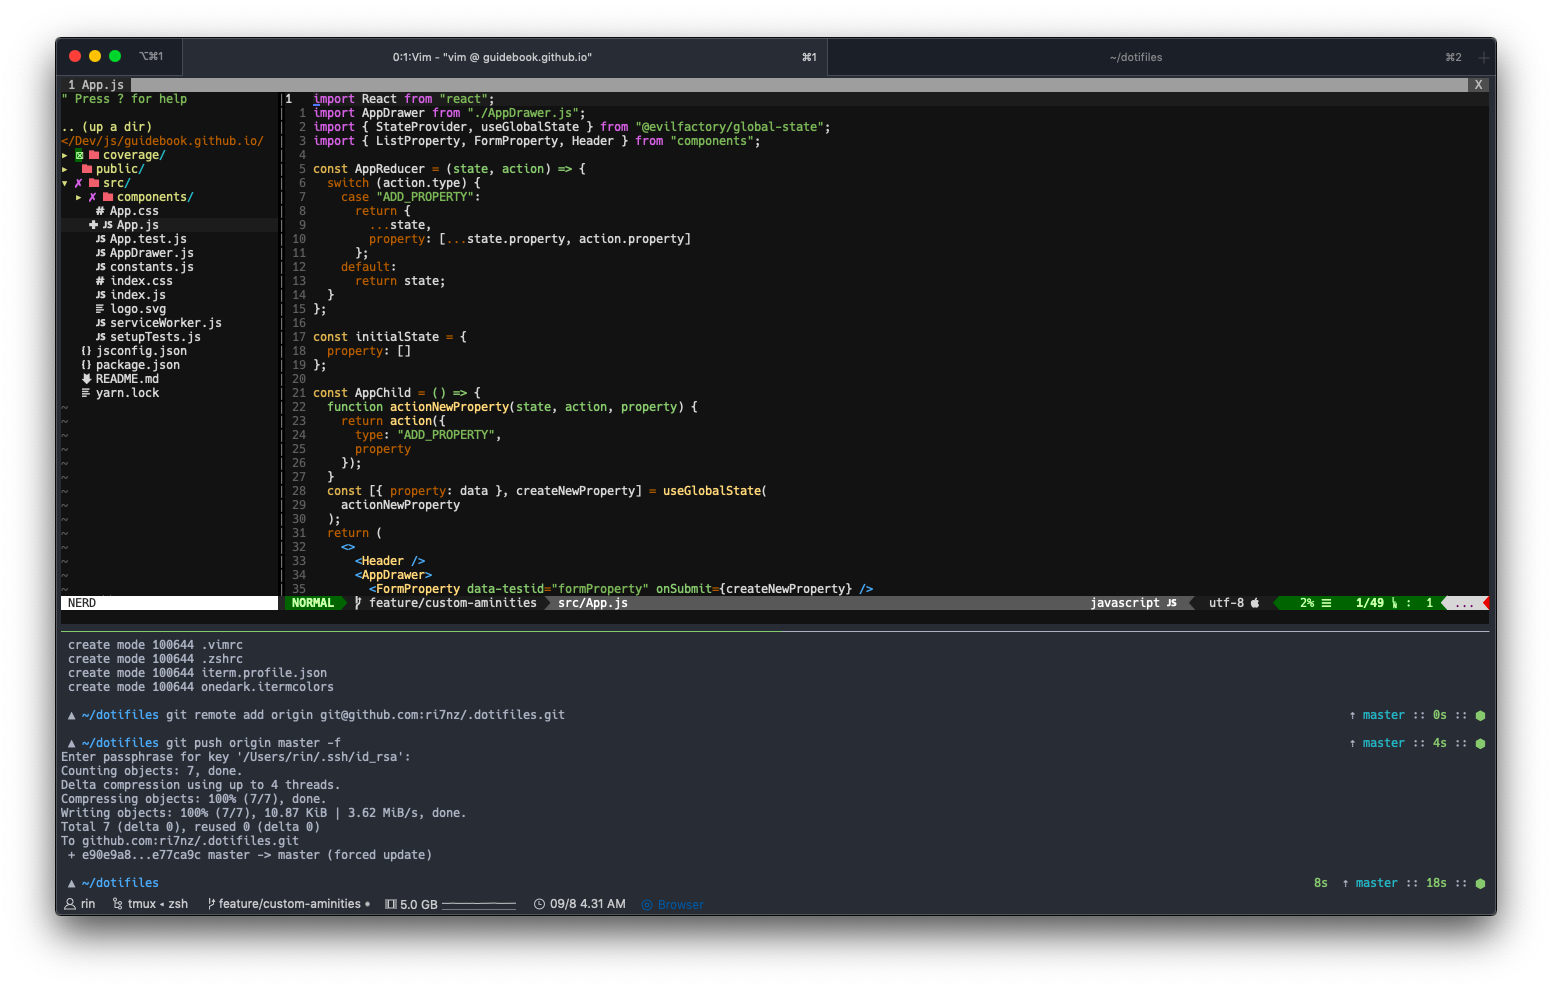 ⌥⌘1
0:1:Vim - "vim @ guidebook.github.io"
⌘1
~/dotifiles
⌘2
1 App.js
X
" Press ? for help
.. (up a dir)
</Dev/js/guidebook.github.io/
▸ coverage/
▸ public/
▾ ✗ src/
▸ ✗ components/
# App.css
✚ JS App.js
JS App.test.js
JS AppDrawer.js
JS constants.js
# index.css
JS index.js
logo.svg
JS serviceWorker.js
JS setupTests.js
{} jsconfig.json
{} package.json
README.md
yarn.lock
~
~
~
~
~
~
~
~
~
~
~
~
~
~
NERD
1 import React from "react";
1 import AppDrawer from "./AppDrawer.js";
2 import { StateProvider, useGlobalState } from "@evilfactory/global-state";
3 import { ListProperty, FormProperty, Header } from "components";
4
5 const AppReducer = (state, action) => {
6 switch (action.type) {
7 case "ADD_PROPERTY":
8 return {
9 ...state,
10 property: [...state.property, action.property]
11 };
12 default:
13 return state;
14 }
15 };
16
17 const initialState = {
18 property: []
19 };
20
21 const AppChild = () => {
22 function actionNewProperty(state, action, property) {
23 return action({
24 type: "ADD_PROPERTY",
25 property
26 });
27 }
28 const [{ property: data }, createNewProperty] = useGlobalState(
29 actionNewProperty
30 );
31 return (
32 <>
33 <Header />
34 <AppDrawer>
35 <FormProperty data-testid="formProperty" onSubmit={createNewProperty} />
NORMAL feature/custom-aminities src/App.js javascript JS utf-8 2% ☰ 1/49 : 1 ...
create mode 100644 .vimrc
create mode 100644 .zshrc
create mode 100644 iterm.profile.json
create mode 100644 onedark.itermcolors
▲ ~/dotifiles git remote add origin git@github.com:ri7nz/.dotifiles.git ↑ master :: 0s :: ⬢
▲ ~/dotifiles git push origin master -f ↑ master :: 4s :: ⬢
Enter passphrase for key '/Users/rin/.ssh/id_rsa':
Counting objects: 7, done.
Delta compression using up to 4 threads.
Compressing objects: 100% (7/7), done.
Writing objects: 100% (7/7), 10.87 KiB | 3.62 MiB/s, done.
Total 7 (delta 0), reused 0 (delta 0)
To github.com:ri7nz/.dotifiles.git
+ e90e9a8...e77ca9c master -> master (forced update)
▲ ~/dotifiles 8s ↑ master :: 18s :: ⬢
rin tmux ◂ zsh feature/custom-aminities • 5.0 GB 09/8 4.31 AM Browser